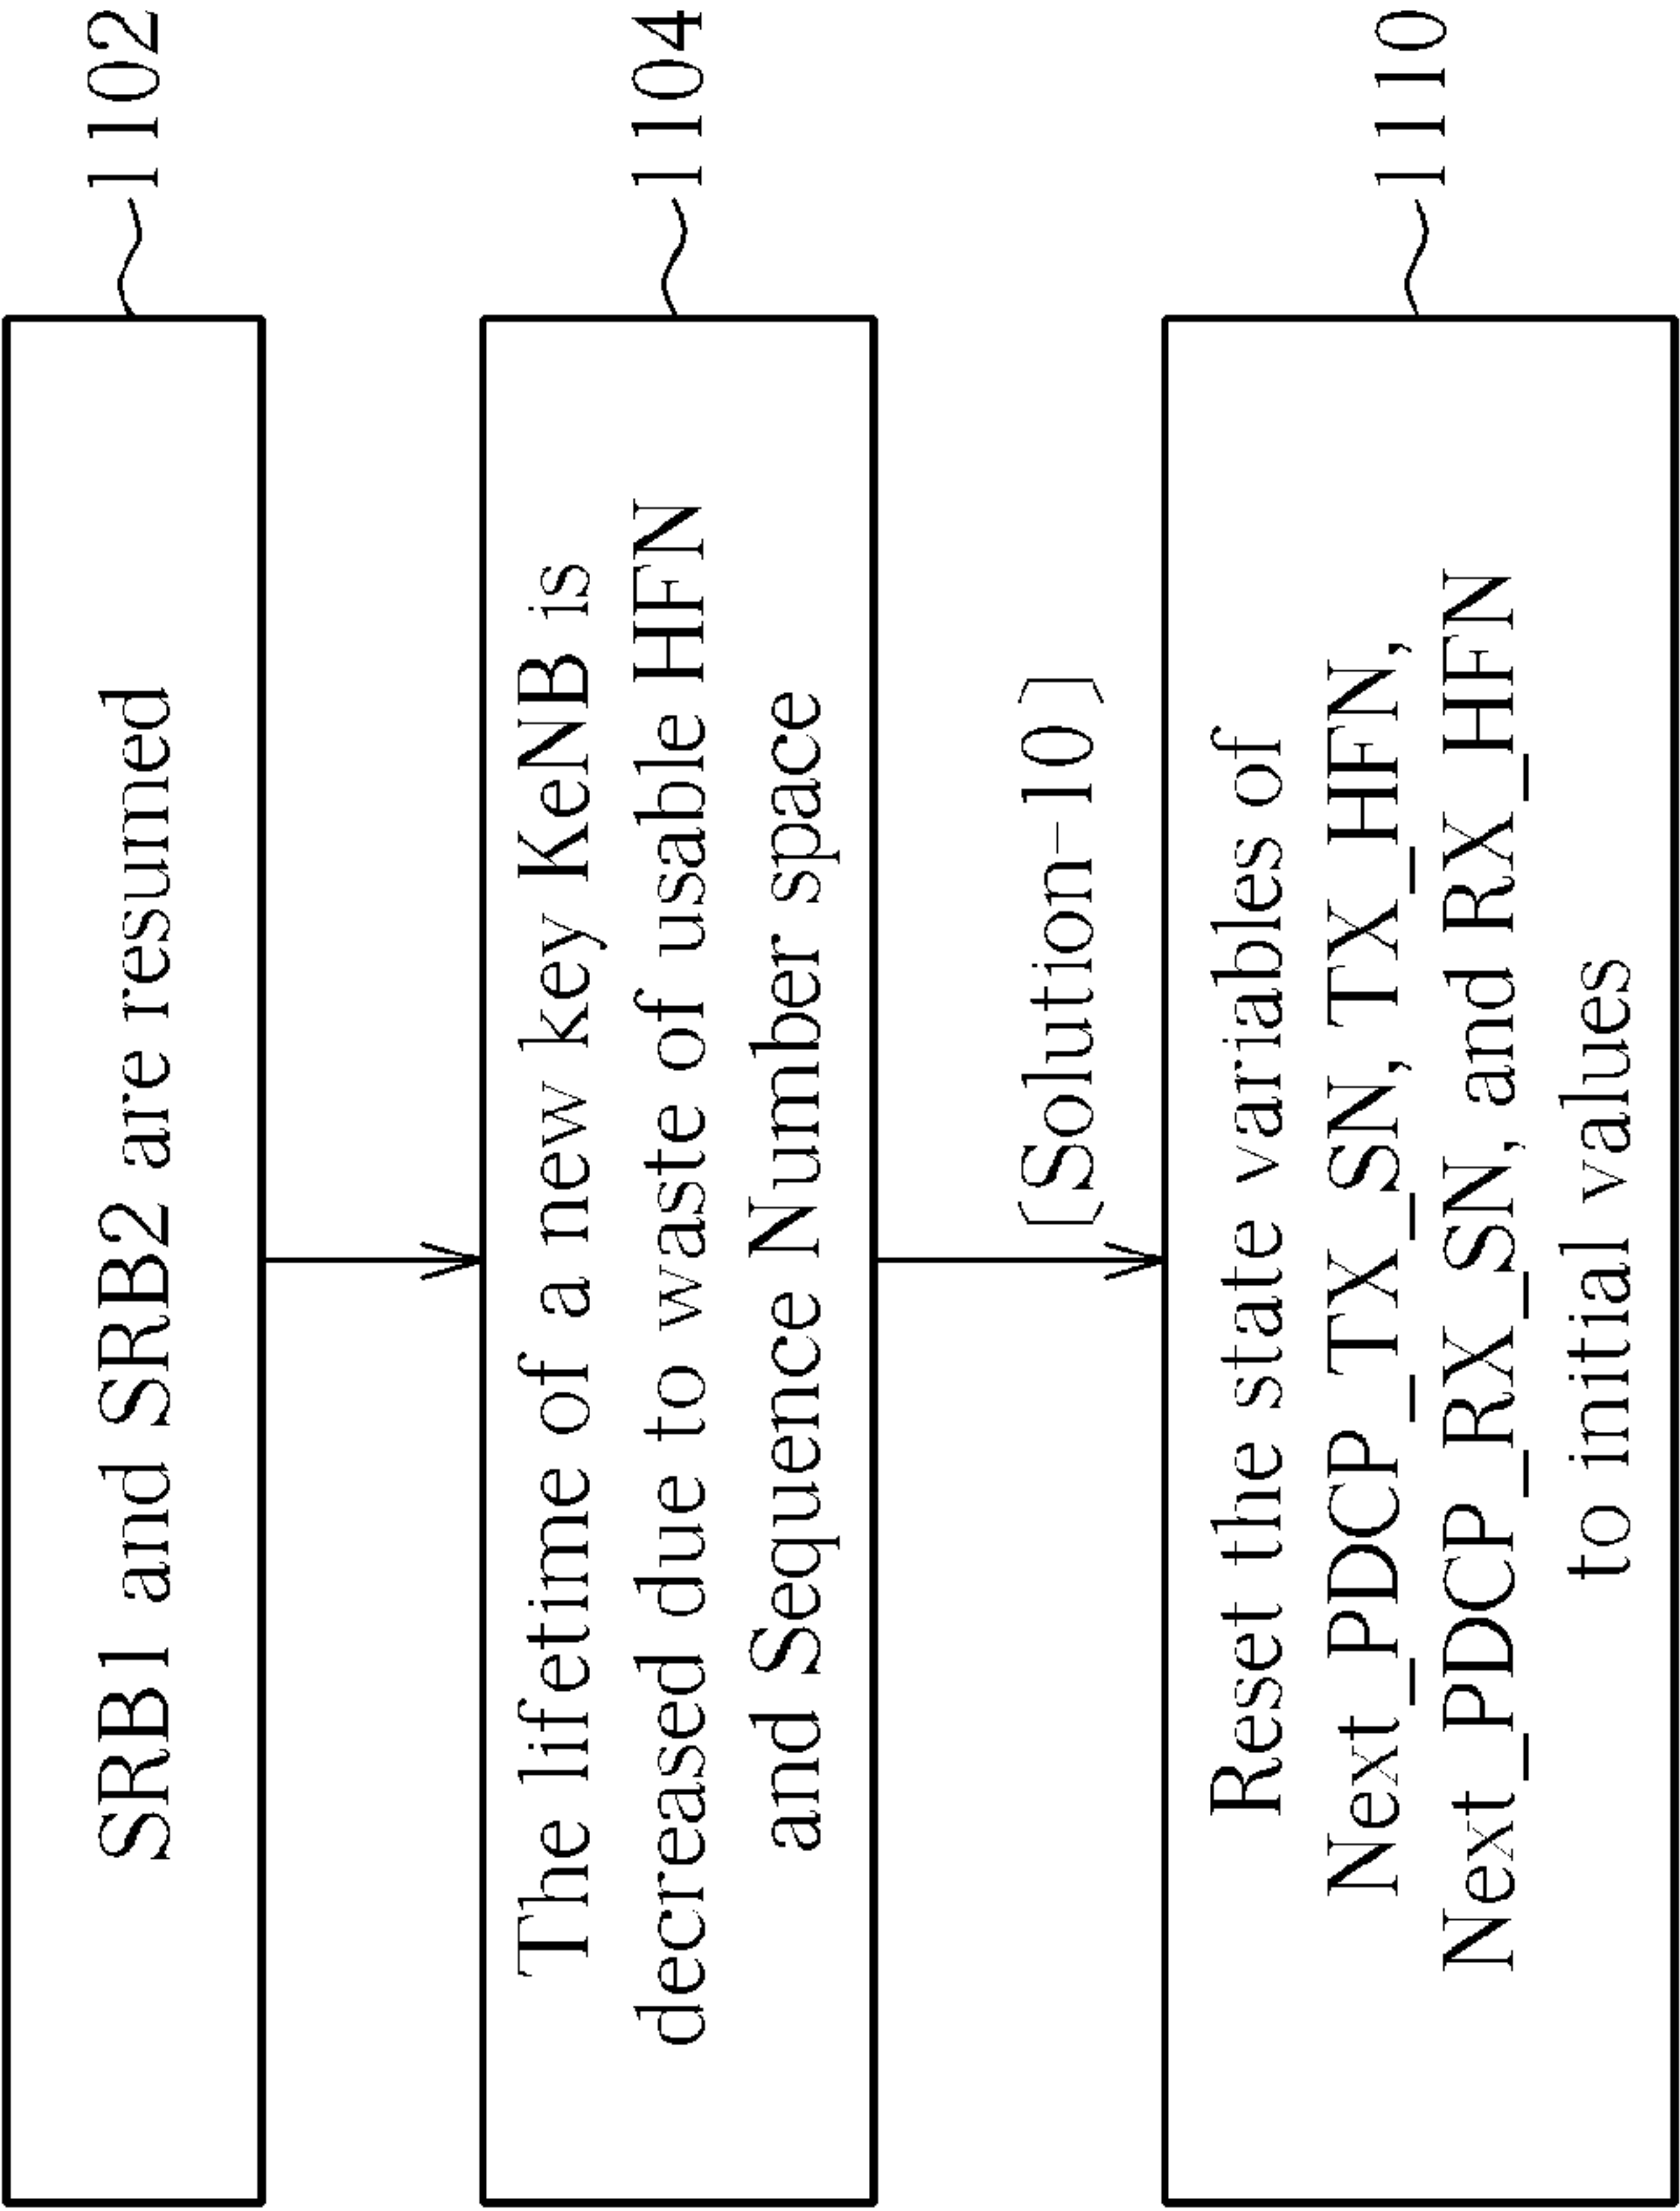 SRB1 and SRB2 are resumed
1102
The lifetime of a new key KeNB is
decreased due to waste of usable HFN
and Sequence Number space
1104
(Solution-10)
Reset the state variables of
Next_PDCP_TX_SN, TX_HFN,
Next_PDCP_RX_SN, and RX_HFN
to initial values
1110